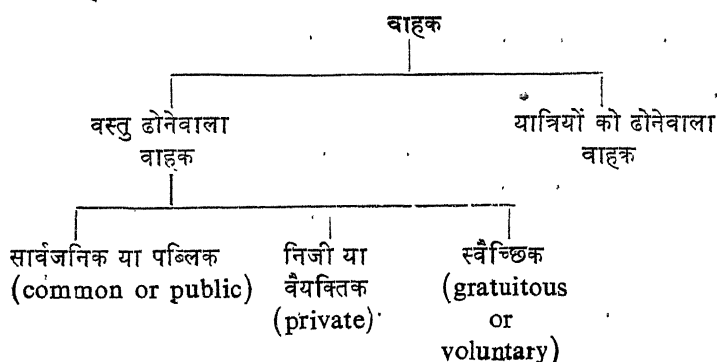 वाहक
वस्तु ढोनेवाला
वाहक
यात्रियों को ढोनेवाला
वाहक
सार्वजनिक या पब्लिक
(common or public)
निजी या
वैयक्तिक
(private)
स्वैच्छिक
(gratuitous
or
voluntary)